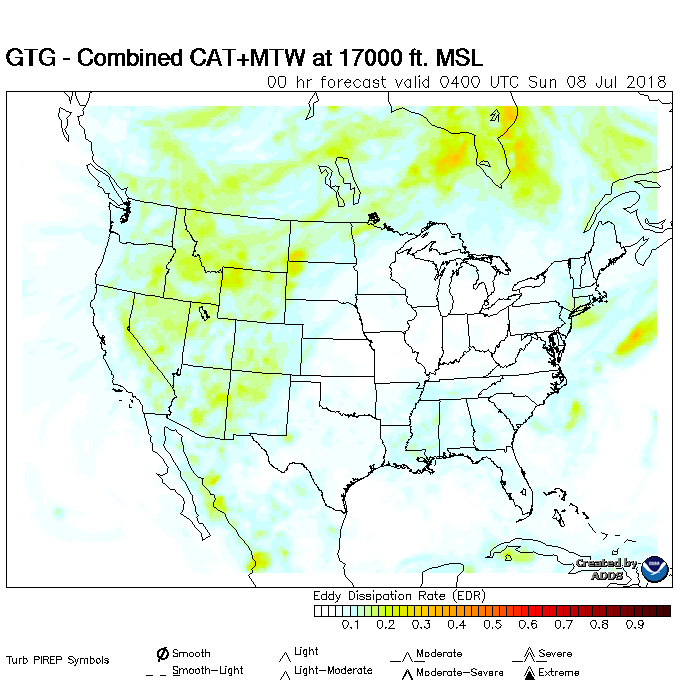 GTG - Combined CAT+MTW at 17000 ft. MSL
00 hr forecast valid 0400 UTC Sun 08 Jul 2018
Created by
ADDS
Eddy Dissipation Rate (EDR)
0.1 0.2 0.3 0.4 0.5 0.6 0.7 0.8 0.9
Turb PIREP Symbols
Smooth Light Moderate Severe
Smooth-Light Light-Moderate Moderate-Severe Extreme